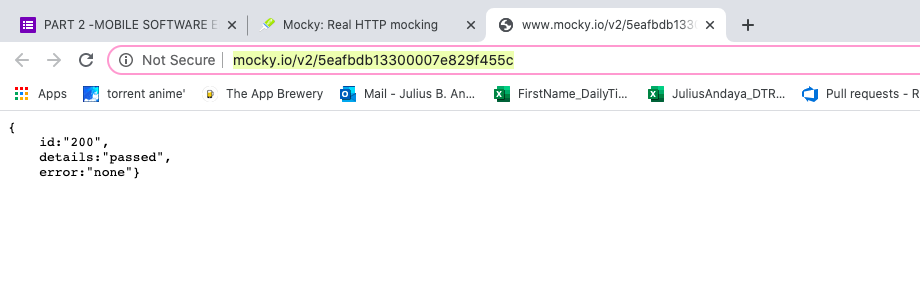 PART 2 -MOBILE SOFTWARE E
Mocky: Real HTTP mocking
www.mocky.io/v2/5eafbdb1330
Not Secure | mocky.io/v2/5eafbdb13300007e829f455c
Apps
torrent anime'
The App Brewery
Mail - Julius B. An...
FirstName_DailyTi...
JuliusAndaya_DTR...
Pull requests - R
{
id:"200",
details:"passed",
error:"none"}